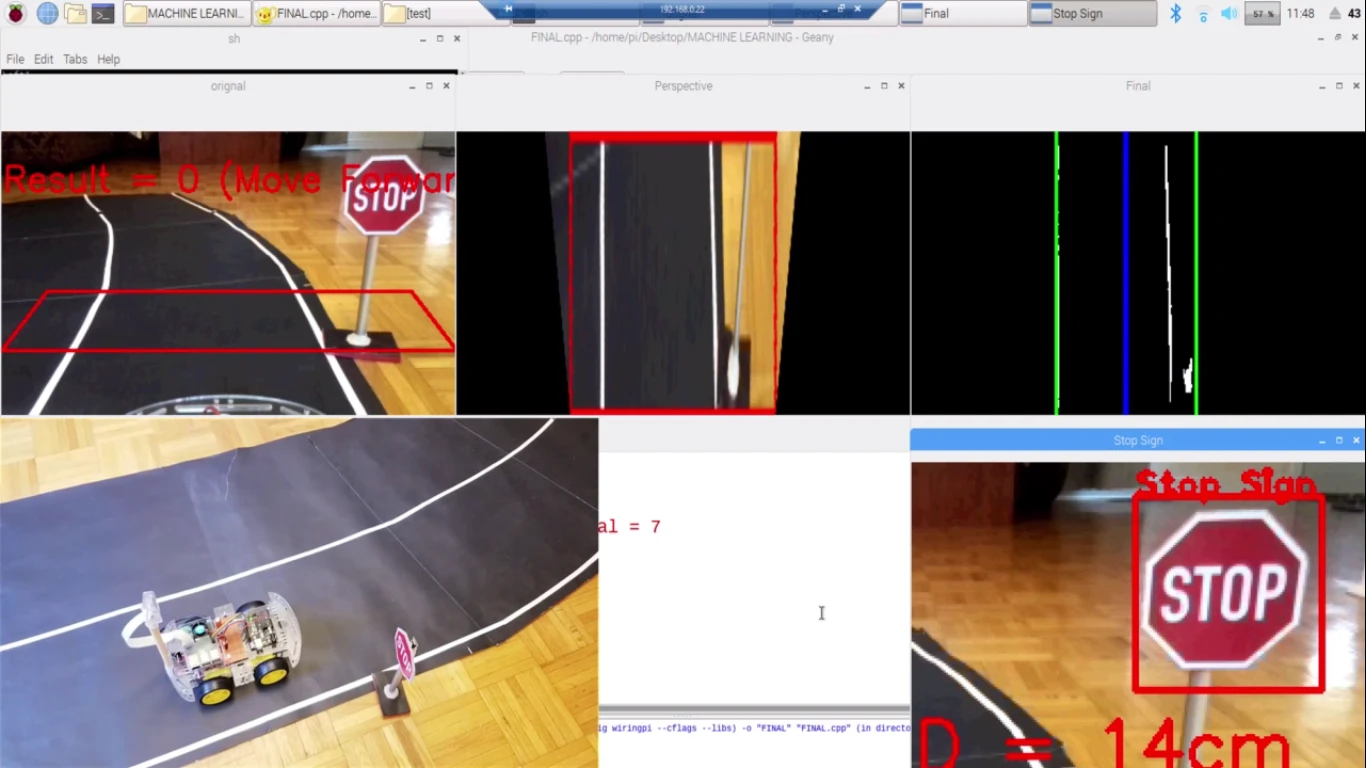 MACHINE LEARNI...
FINAL.cpp - /home...
[test]
192.168.0.22
Final
Stop Sign
57 %
11:48
43
sh
FINAL.cpp - /home/pi/Desktop/MACHINE LEARNING - Geany
File Edit Tabs Help
orignal
Perspective
Final
Result = 0 (Move Forwar
STOP
Stop Sign
Stop Sign
al = 7
STOP
STOP
ig wiringpi --cflags --libs) -o "FINAL" "FINAL.cpp" (in directo
D = 14cm